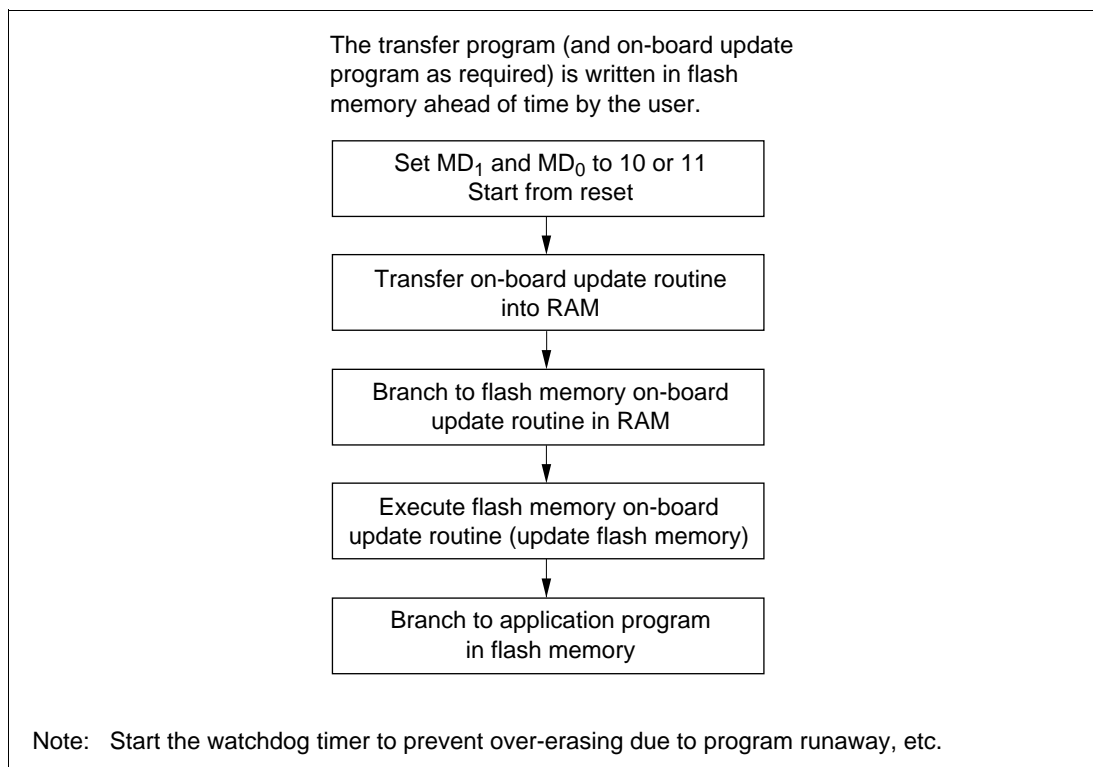 The transfer program (and on-board update
program as required) is written in flash
memory ahead of time by the user.
Set MD₁ and MD₀ to 10 or 11
Start from reset
Transfer on-board update routine
into RAM
Branch to flash memory on-board
update routine in RAM
Execute flash memory on-board
update routine (update flash memory)
Branch to application program
in flash memory
Note: Start the watchdog timer to prevent over-erasing due to program runaway, etc.